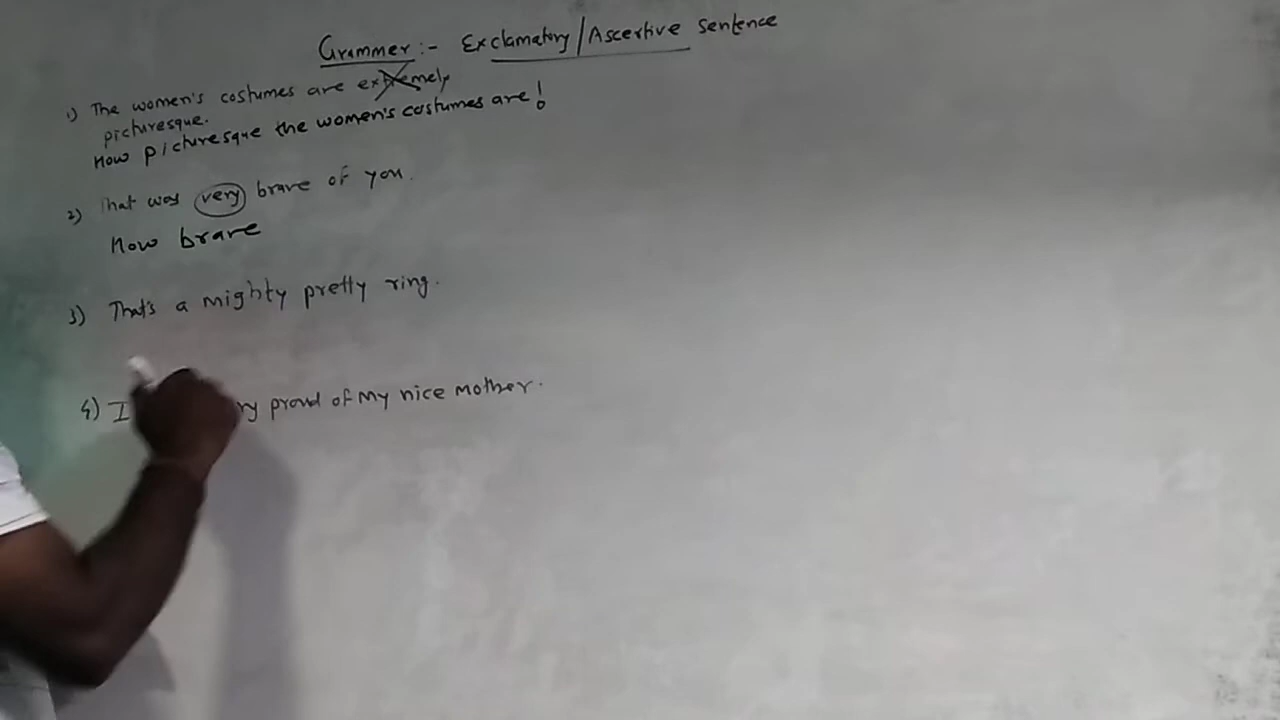 Grammer :- Exclamatory/Ascertive Sentence
1) The women's costumes are extremely
picturesque.
How picturesque the women's costumes are!
2) That was very brave of you.
How brave
3) That's a mighty pretty ring.
4) I proud of my nice mother.